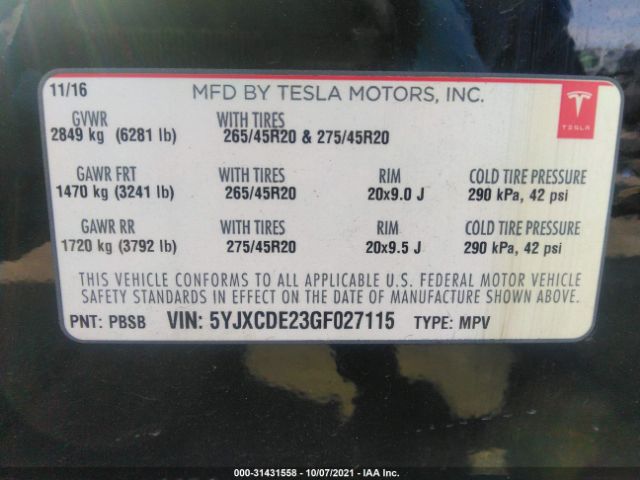 11/16 MFD BY TESLA MOTORS, INC.
GVWR WITH TIRES
2849 kg (6281 lb) 265/45R20 & 275/45R20
TESLA
GAWR FRT WITH TIRES RIM COLD TIRE PRESSURE
1470 kg (3241 lb) 265/45R20 20x9.0 J 290 kPa, 42 psi
GAWR RR WITH TIRES RIM COLD TIRE PRESSURE
1720 kg (3792 lb) 275/45R20 20x9.5 J 290 kPa, 42 psi
THIS VEHICLE CONFORMS TO ALL APPLICABLE U.S. FEDERAL MOTOR VEHICLE
SAFETY STANDARDS IN EFFECT ON THE DATE OF MANUFACTURE SHOWN ABOVE.
PNT: PBSB VIN: 5YJXCDE23GF027115 TYPE: MPV
000-31431558 - 10/07/2021 - IAA Inc.